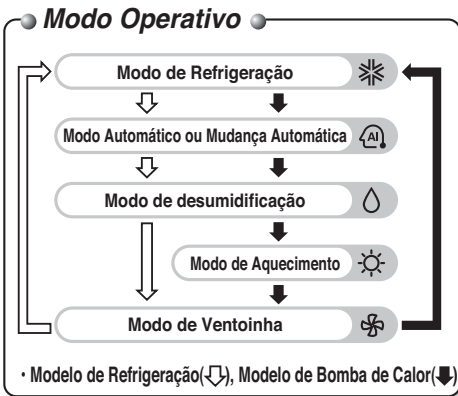 Modo Operativo
Modo de Refrigeração
Modo Automático ou Mudança Automática
AI
Modo de desumidificação
Modo de Aquecimento
Modo de Ventoinha
• Modelo de Refrigeração(⇩), Modelo de Bomba de Calor(🡇)